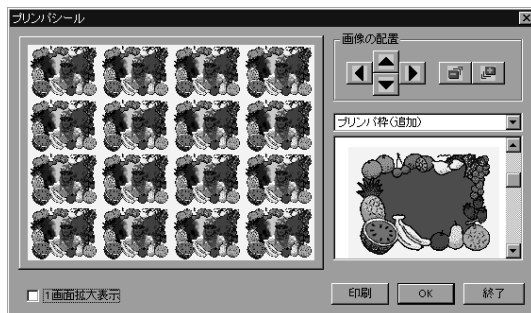 プリンパシール
画像の配置
プリンパ枠(追加)
1画面拡大表示
印刷
OK
終了